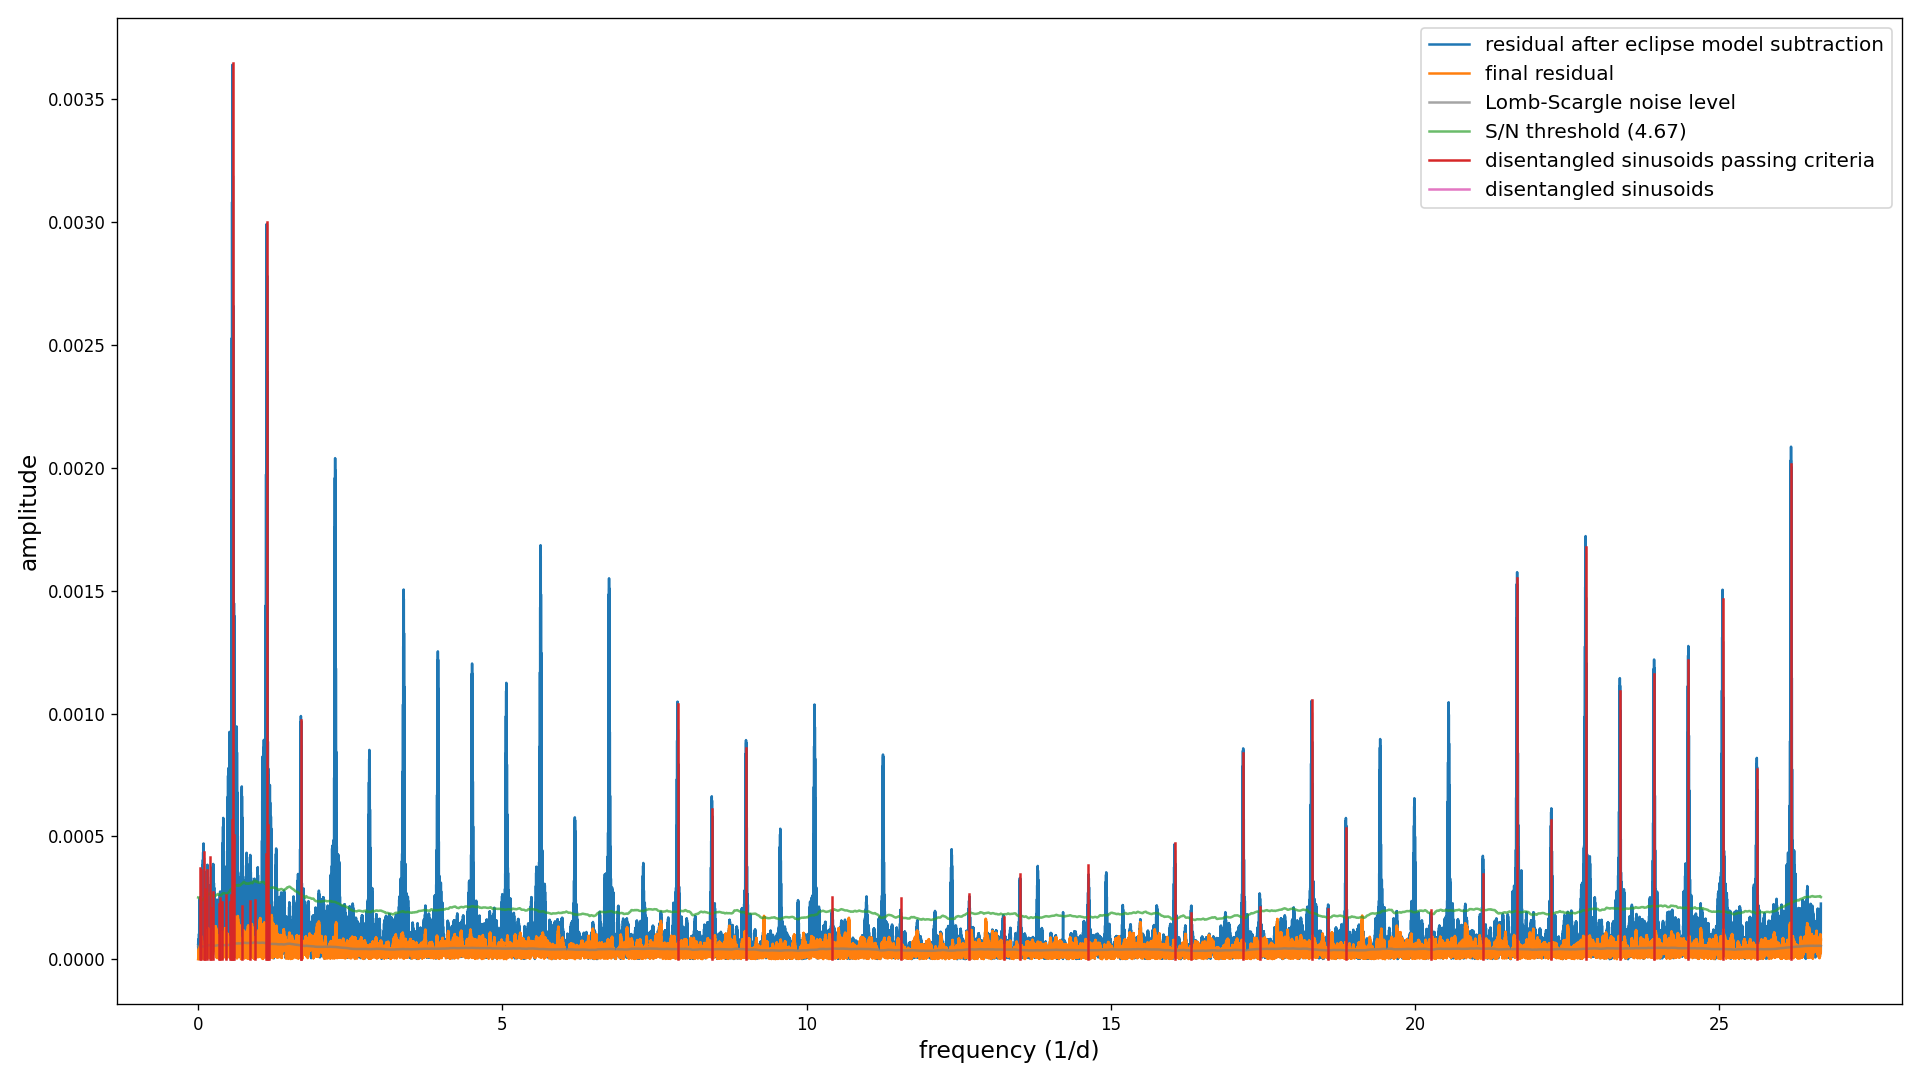 residual after eclipse model subtraction
final residual
Lomb-Scargle noise level
S/N threshold (4.67)
disentangled sinusoids passing criteria
disentangled sinusoids
0.0035
0.0030
0.0025
0.0020
0.0015
0.0010
0.0005
0.0000
amplitude
0 5 10 15 20 25
frequency (1/d)